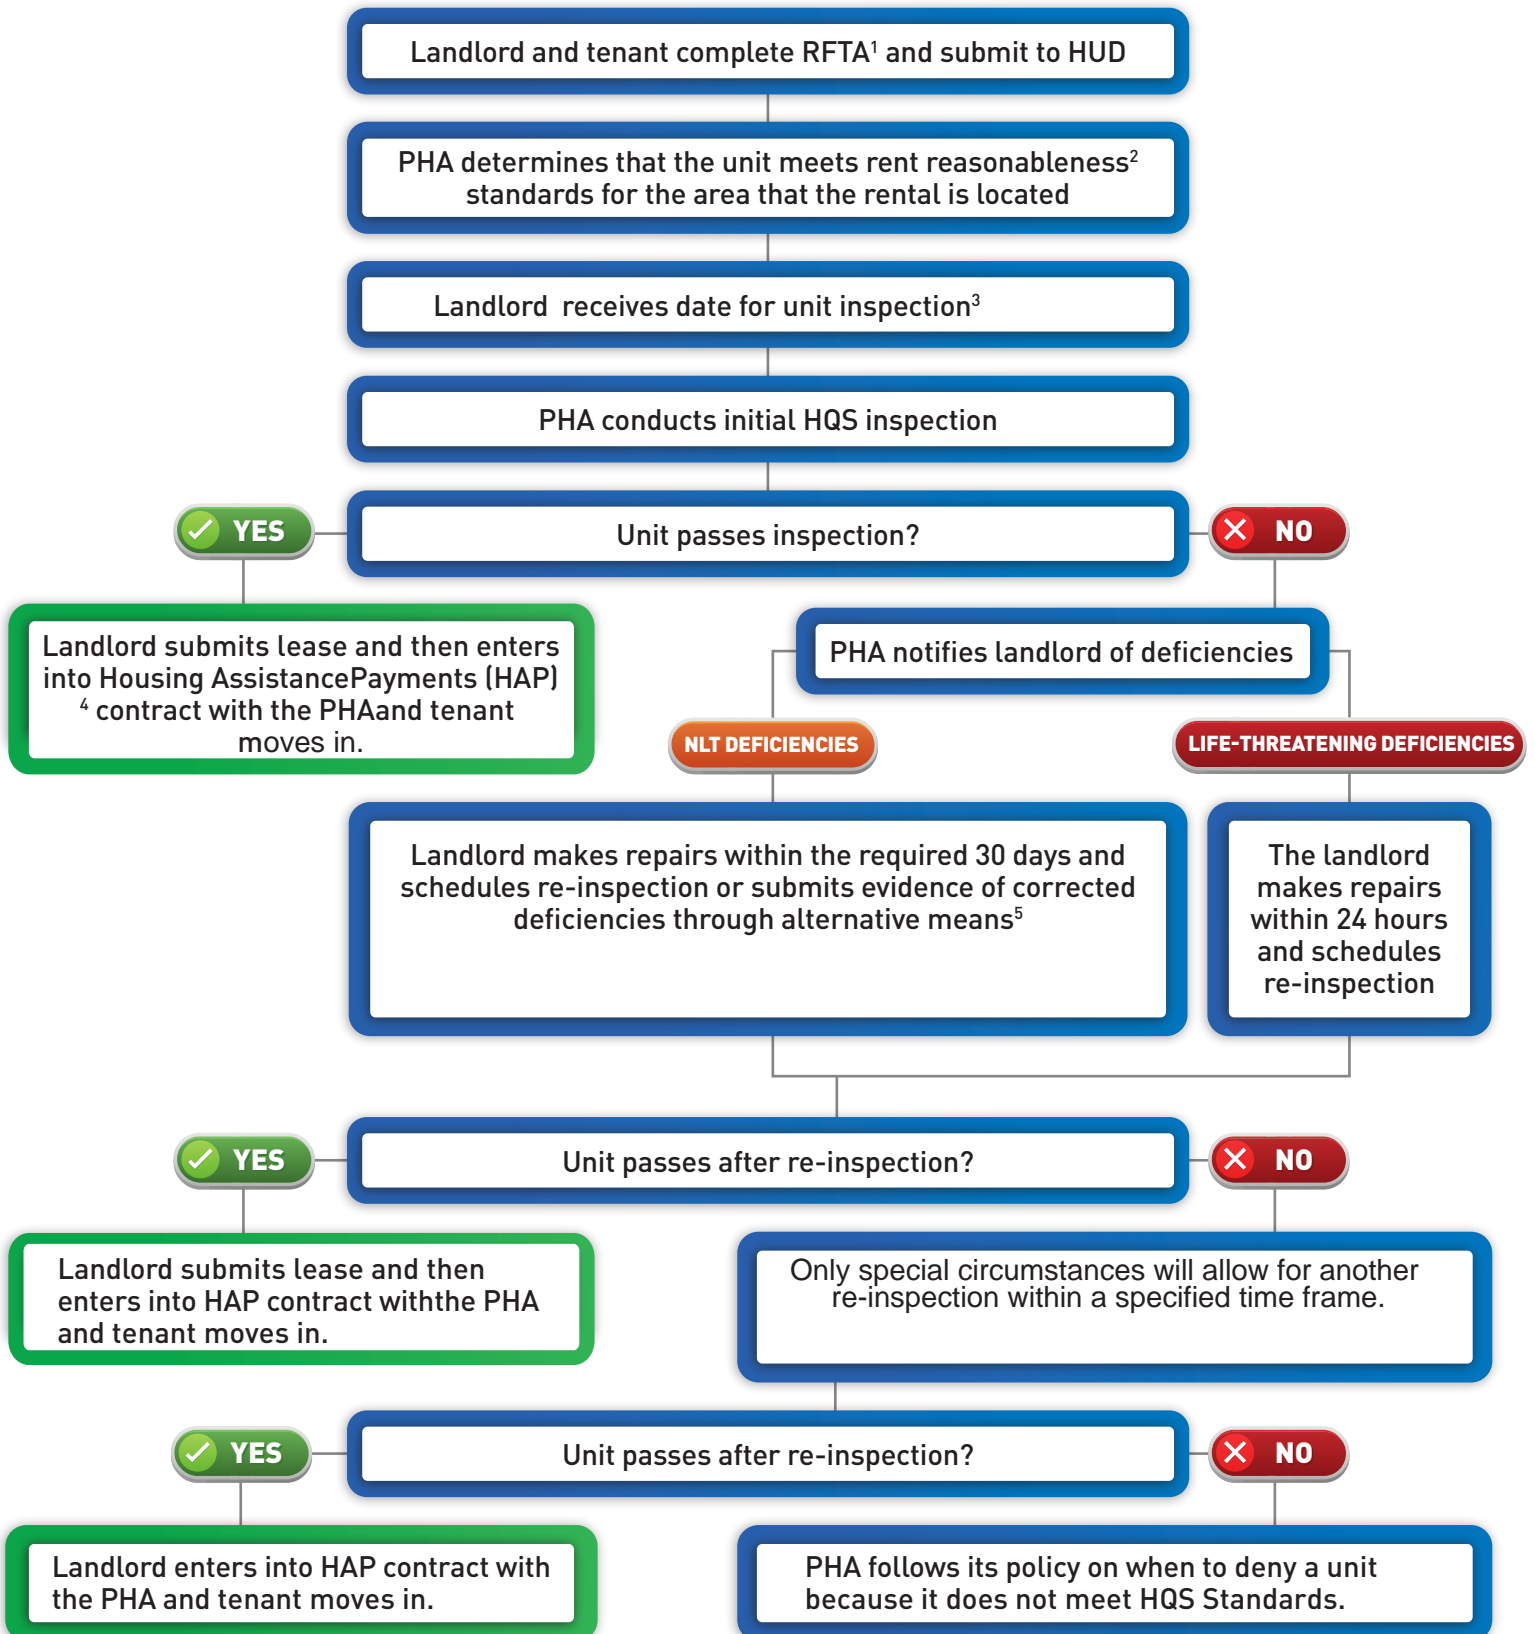 Landlord and tenant complete RFTA¹ and submit to HUD
PHA determines that the unit meets rent reasonableness²
standards for the area that the rental is located
Landlord  receives date for unit inspection³
PHA conducts initial HQS inspection
YES
Unit passes inspection?
NO
Landlord submits lease and then enters
into Housing AssistancePayments (HAP)
⁴ contract with the PHAand tenant
moves in.
PHA notifies landlord of deficiencies
NLT DEFICIENCIES
LIFE-THREATENING DEFICIENCIES
Landlord makes repairs within the required 30 days and
schedules re-inspection or submits evidence of corrected
deficiencies through alternative means⁵
The landlord
makes repairs
within 24 hours
and schedules
re-inspection
YES
Unit passes after re-inspection?
NO
Landlord submits lease and then
enters into HAP contract withthe PHA
and tenant moves in.
Only special circumstances will allow for another
re-inspection within a specified time frame.
YES
Unit passes after re-inspection?
NO
Landlord enters into HAP contract with
the PHA and tenant moves in.
PHA follows its policy on when to deny a unit
because it does not meet HQS Standards.